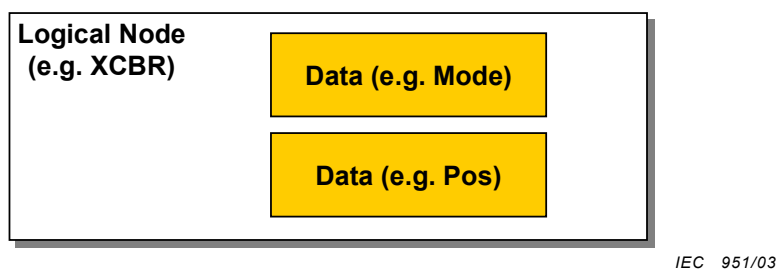 Logical Node
(e.g. XCBR)
Data (e.g. Mode)
Data (e.g. Pos)
IEC 951/03